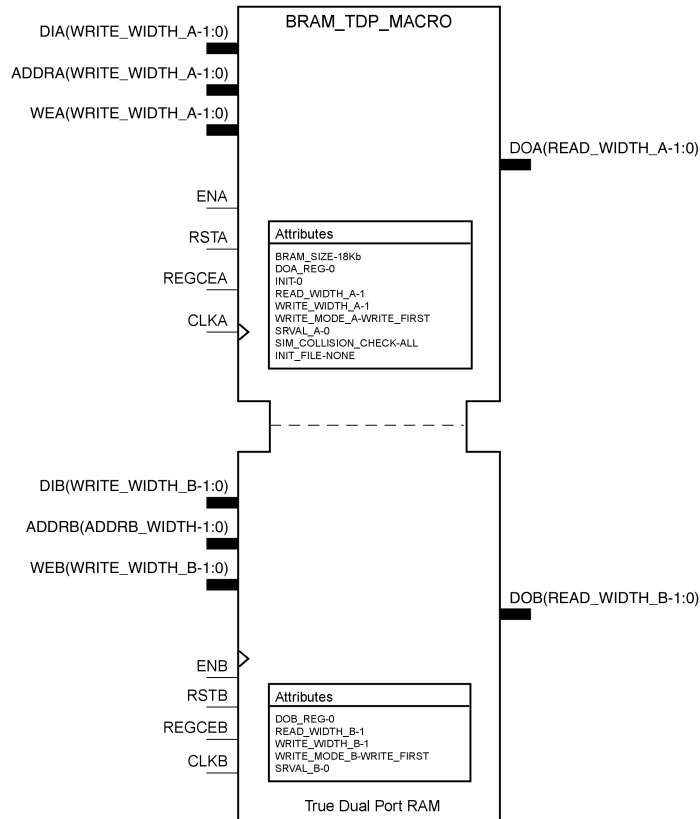 BRAM_TDP_MACRO
DIA(WRITE_WIDTH_A-1:0)
ADDRA(WRITE_WIDTH_A-1:0)
WEA(WRITE_WIDTH_A-1:0)
DOA(READ_WIDTH_A-1:0)
ENA
RSTA
REGCEA
CLKA
Attributes
BRAM_SIZE-18Kb
DOA_REG-0
INIT-0
READ_WIDTH_A-1
WRITE_WIDTH_A-1
WRITE_MODE_A-WRITE_FIRST
SRVAL_A-0
SIM_COLLISION_CHECK-ALL
INIT_FILE-NONE
DIB(WRITE_WIDTH_B-1:0)
ADDRB(ADDRB_WIDTH-1:0)
WEB(WRITE_WIDTH_B-1:0)
DOB(READ_WIDTH_B-1:0)
ENB
RSTB
REGCEB
CLKB
Attributes
DOB_REG-0
READ_WIDTH_B-1
WRITE_WIDTH_B-1
WRITE_MODE_B-WRITE_FIRST
SRVAL_B-0
True Dual Port RAM